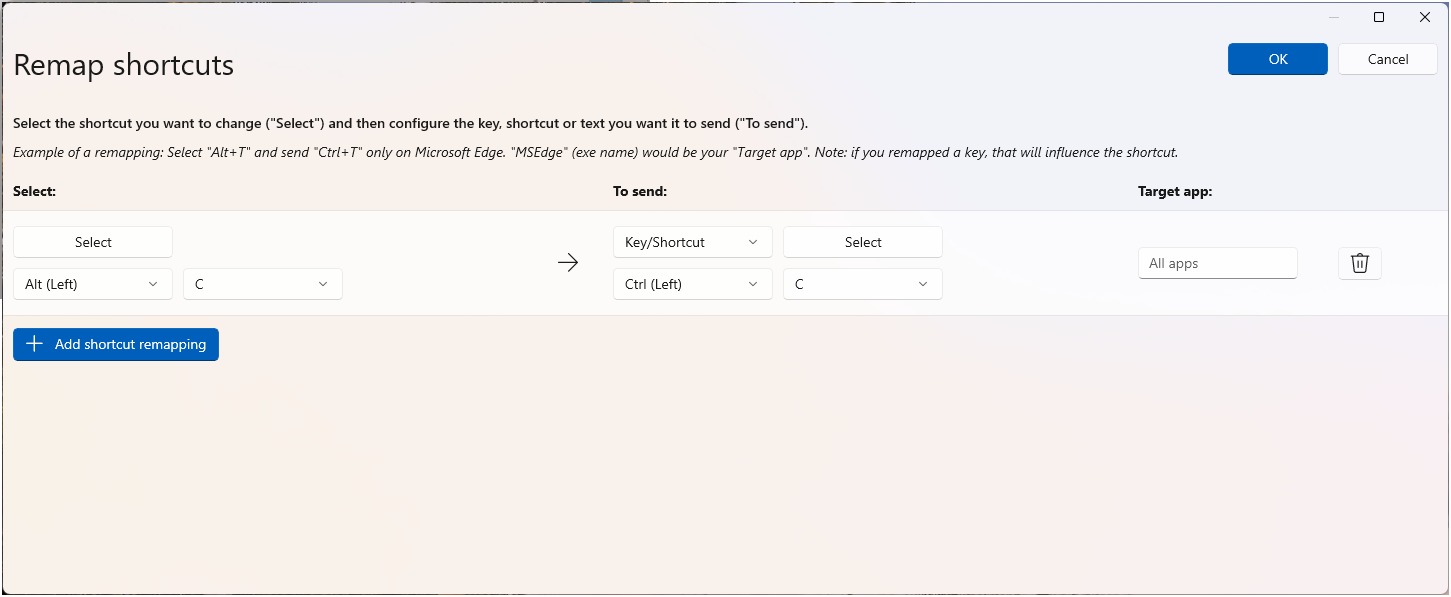 Remap shortcuts
OK
Cancel
Select the shortcut you want to change ("Select") and then configure the key, shortcut or text you want it to send ("To send").
Example of a remapping: Select "Alt+T" and send "Ctrl+T" only on Microsoft Edge. "MSEdge" (exe name) would be your "Target app". Note: if you remapped a key, that will influence the shortcut.
Select:
To send:
Target app:
Select
Key/Shortcut
Select
All apps
Alt (Left)
C
Ctrl (Left)
C
Add shortcut remapping